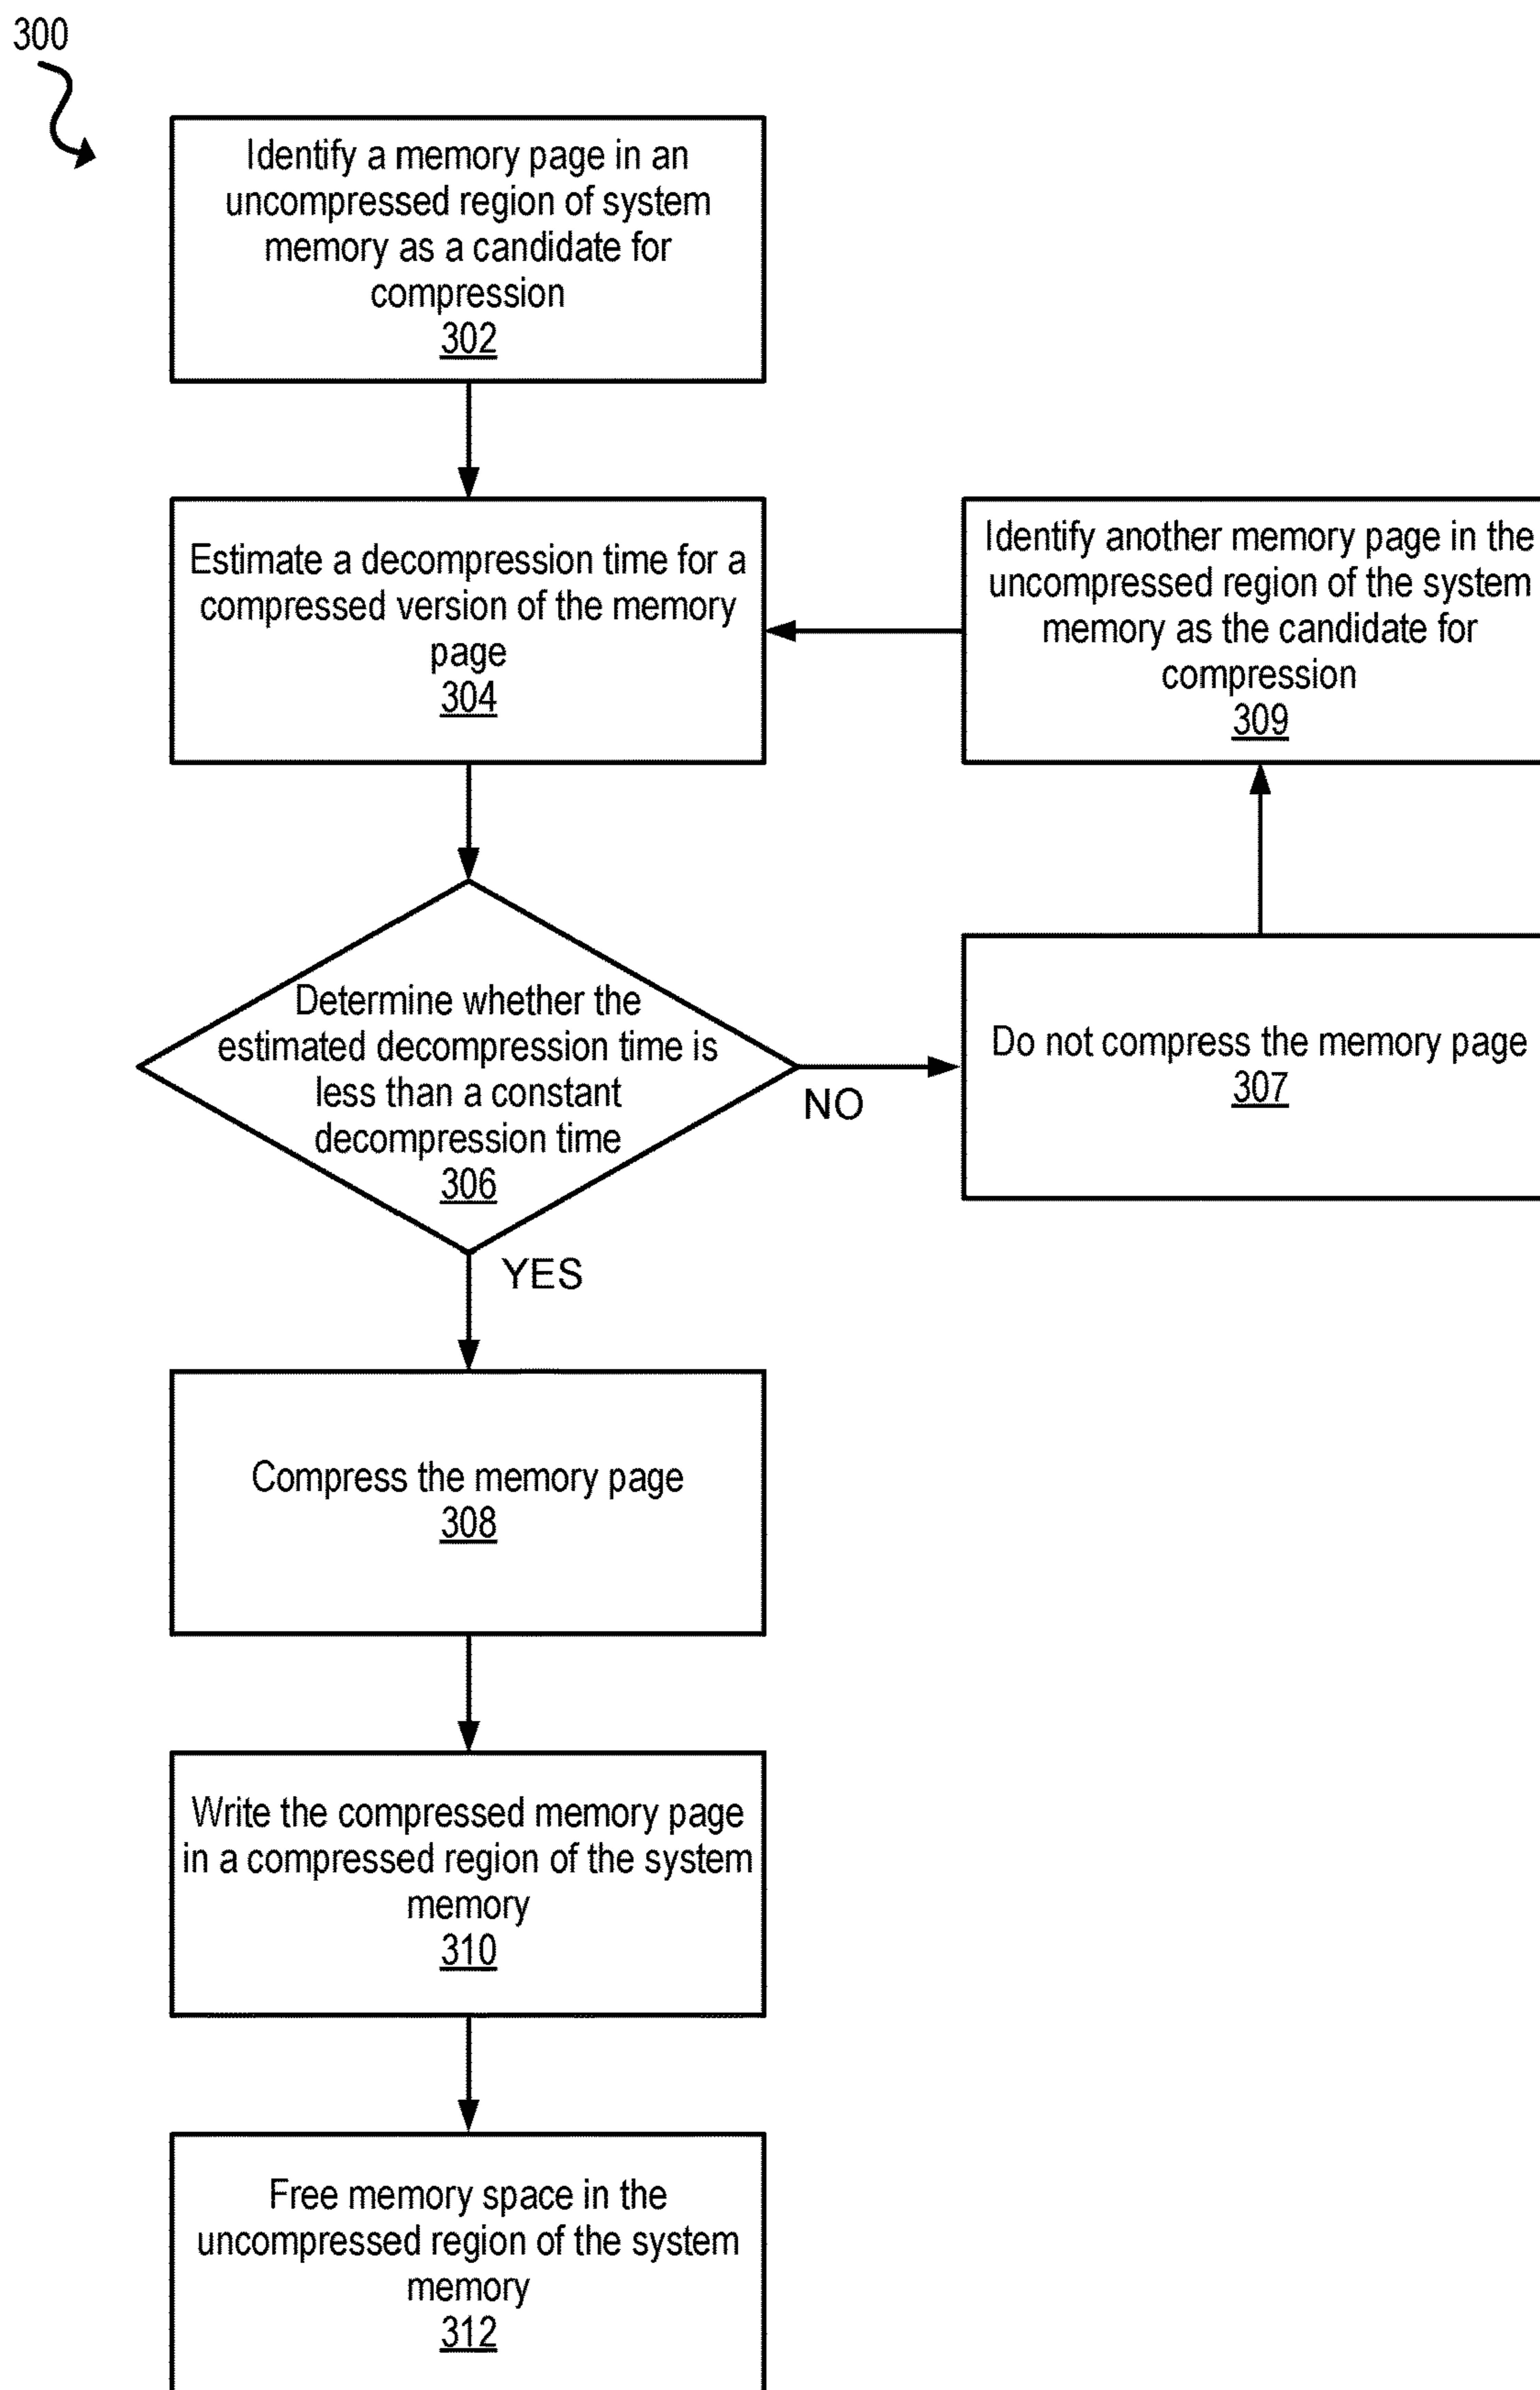 300
Identify a memory page in an
uncompressed region of system
memory as a candidate for
compression
302
Estimate a decompression time for a
compressed version of the memory
page
304
Identify another memory page in the
uncompressed region of the system
memory as the candidate for
compression
309
Determine whether the
estimated decompression time is
less than a constant
decompression time
306
NO
Do not compress the memory page
307
YES
Compress the memory page
308
Write the compressed memory page
in a compressed region of the system
memory
310
Free memory space in the
uncompressed region of the system
memory
312